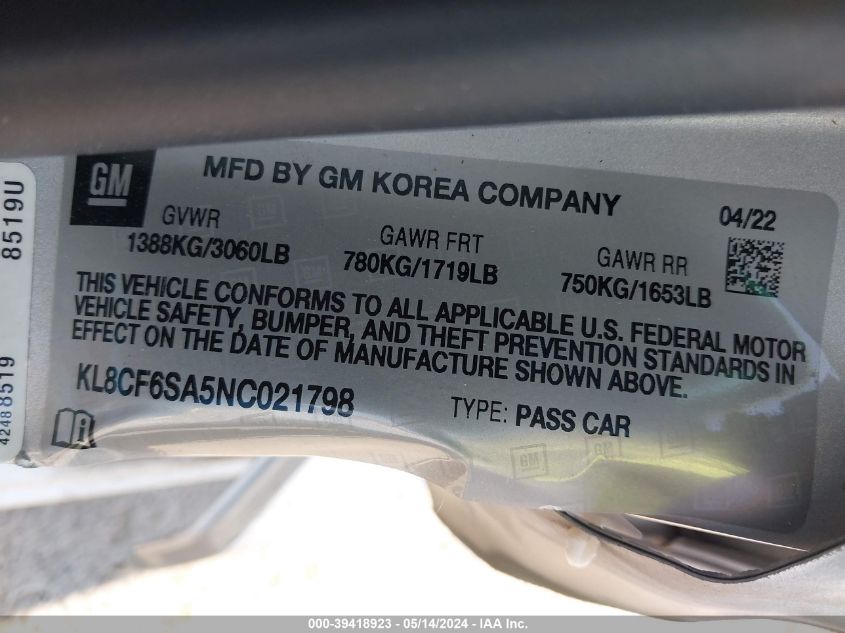 GM
MFD BY GM KOREA COMPANY
04/22
GVWR
1388KG/3060LB
GAWR FRT
780KG/1719LB
GAWR RR
750KG/1653LB
THIS VEHICLE CONFORMS TO ALL APPLICABLE U.S. FEDERAL MOTOR
VEHICLE SAFETY, BUMPER, AND THEFT PREVENTION STANDARDS IN
EFFECT ON THE DATE OF MANUFACTURE SHOWN ABOVE.
KL8CF6SA5NC021798
TYPE: PASS CAR
8519U
42488519
GM
000-39418923 - 05/14/2024 - IAA Inc.